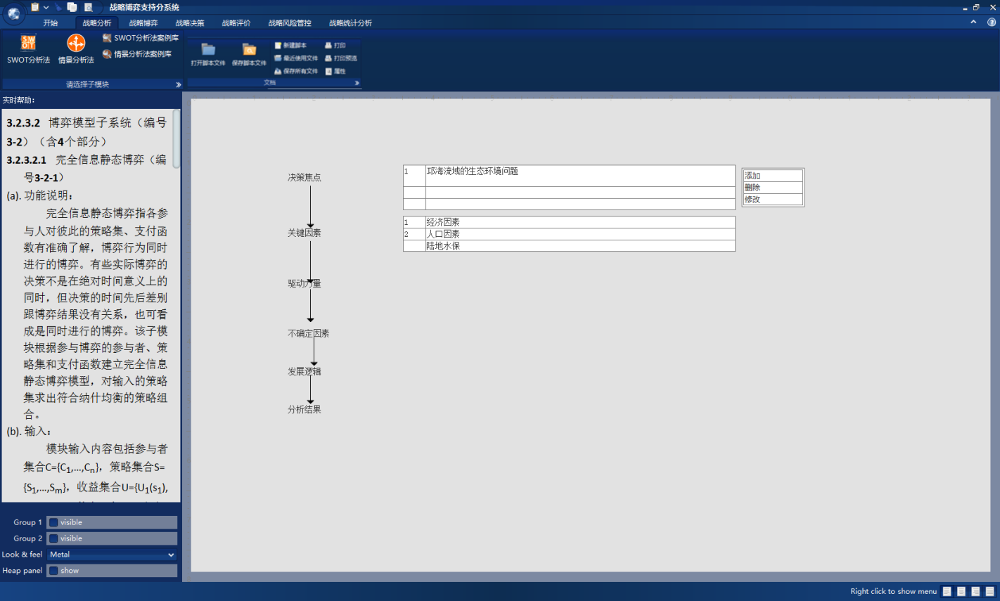 战略博弈支持分系统
开始 战略分析 战略博弈 战略决策 战略评价 战略风险管控 战略统计分析
SWOT
SWOT分析法
情景分析法
SWOT分析法案例库
情景分析法案例库
请选择子模块
打开脚本文件
保存脚本文件
新建脚本
最近使用文件
保存所有文件
打印
打印预览
属性
文档
实时帮助:
3.2.3.2 博弈模型子系统（编号
3-2）（含4个部分）
3.2.3.2.1 完全信息静态博弈（编
号3-2-1）
(a). 功能说明：
完全信息静态博弈指各参
与人对彼此的策略集、支付函
数有准确了解，博弈行为同时
进行的博弈。有些实际博弈的
决策不是在绝对时间意义上的
同时，但决策的时间先后差别
跟博弈结果没有关系，也可看
成是同时进行的博弈。该子模
块根据参与博弈的参与者、策
略集和支付函数建立完全信息
静态博弈模型，对输入的策略
集求出符合纳什均衡的策略组
合。
(b). 输入：
模块输入内容包括参与者
集合C={C1,...,Cn}，策略集合S=
{S1,...,Sm}，收益集合U={U1(s1),
Group 1 visible
Group 2 visible
Look & feel Metal
Heap panel show
决策焦点
关键因素
驱动力量
不确定因素
发展逻辑
分析结果
1 邛海流域的生态环境问题
1 经济因素
2 人口因素
陆地水保
添加
删除
修改
Right click to show menu